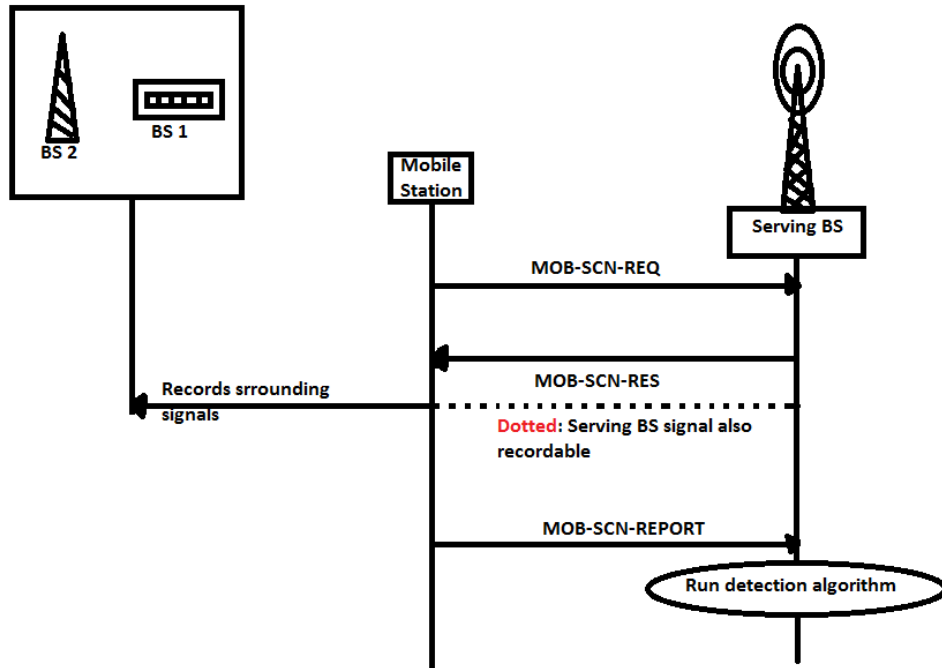 BS 2
BS 1
Mobile
Station
Serving BS
MOB-SCN-REQ
MOB-SCN-RES
Records srrounding
signals
Dotted: Serving BS signal also
recordable
MOB-SCN-REPORT
Run detection algorithm